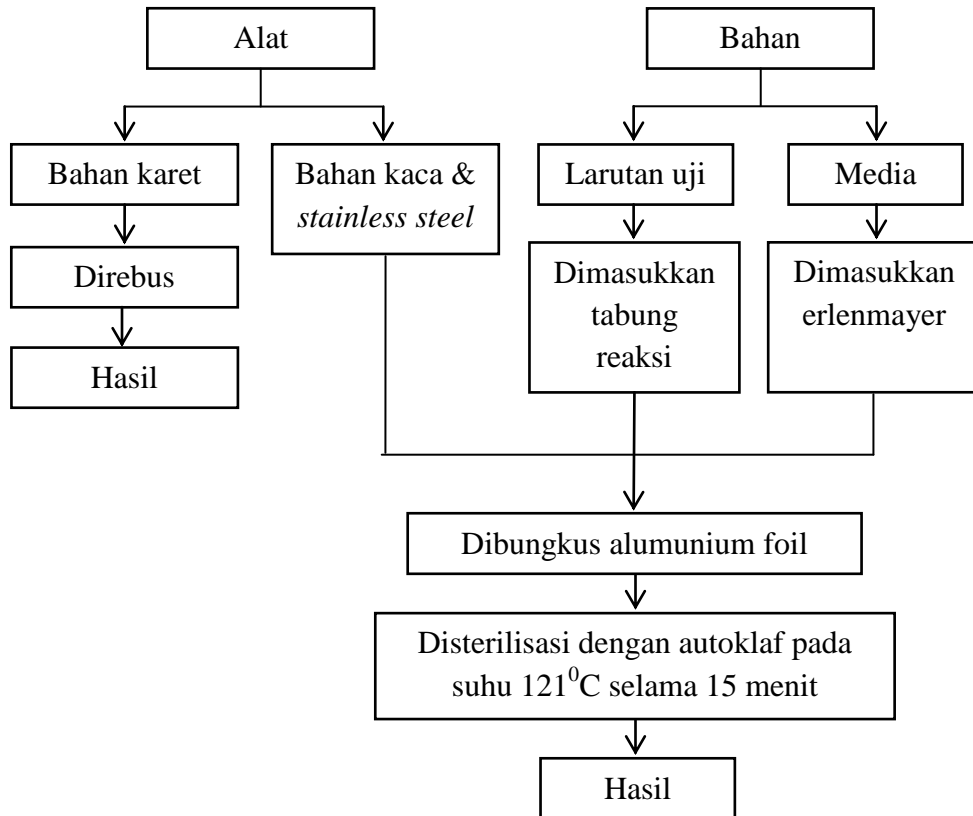 Alat
Bahan
Bahan karet
Bahan kaca &
stainless steel
Larutan uji
Media
Direbus
Dimasukkan
tabung
reaksi
Dimasukkan
erlenmayer
Hasil
Dibungkus alumunium foil
Disterilisasi dengan autoklaf pada
suhu 121⁰C selama 15 menit
Hasil